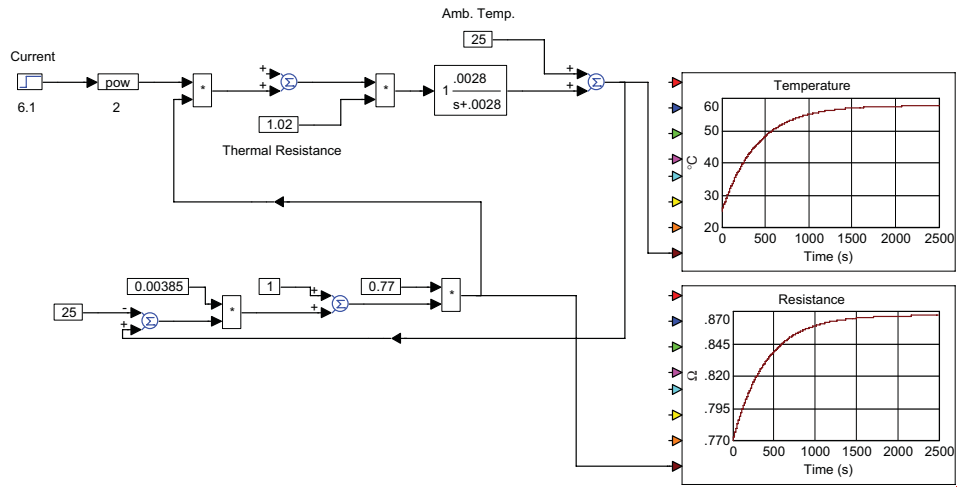 Amb. Temp.
25
Current
pow
6.1
2
*
+
+
Σ
*
1.02
Thermal Resistance
1
.0028
s+.0028
+
+
Σ
Temperature
60
50
40
30
20
°C
0 500 1000 1500 2000 2500
Time (s)
25
-
+
Σ
0.00385
*
1
+
+
Σ
0.77
*
Resistance
.870
.845
.820
.795
.770
Ω
0 500 1000 1500 2000 2500
Time (s)